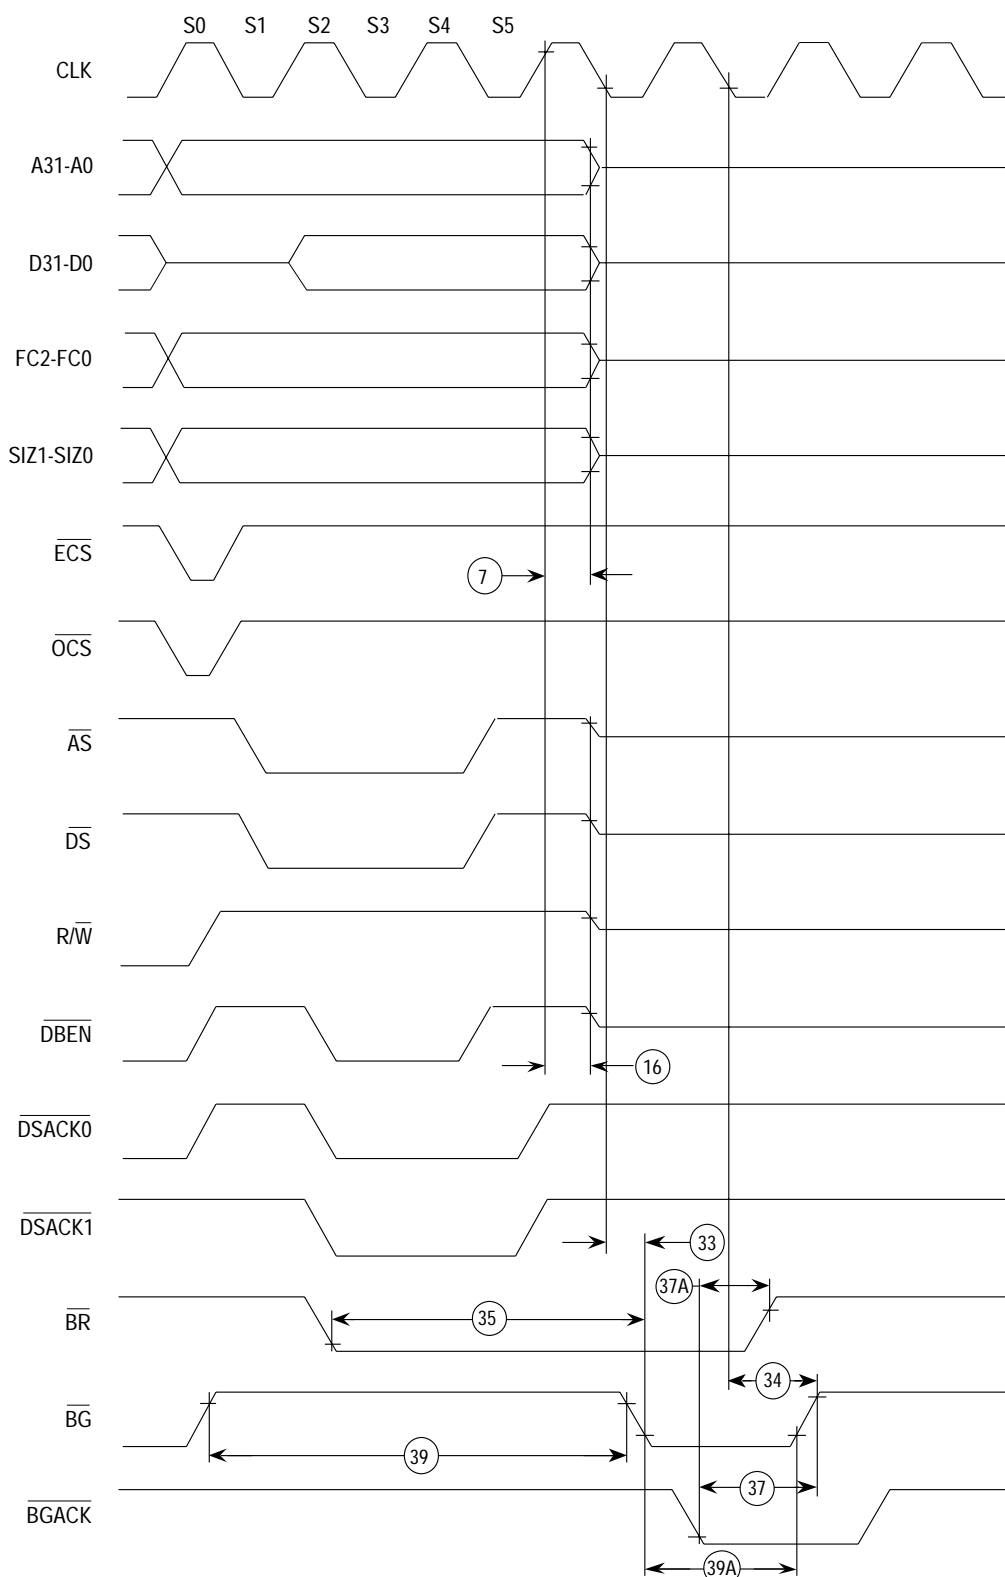 S0 S1 S2 S3 S4 S5
CLK
A31-A0
D31-D0
FC2-FC0
SIZ1-SIZ0
ECS
7
OCS
AS
DS
R/W
DBEN
16
DSACK0
DSACK1
33
37A
BR
35
34
BG
39
37
BGACK
39A